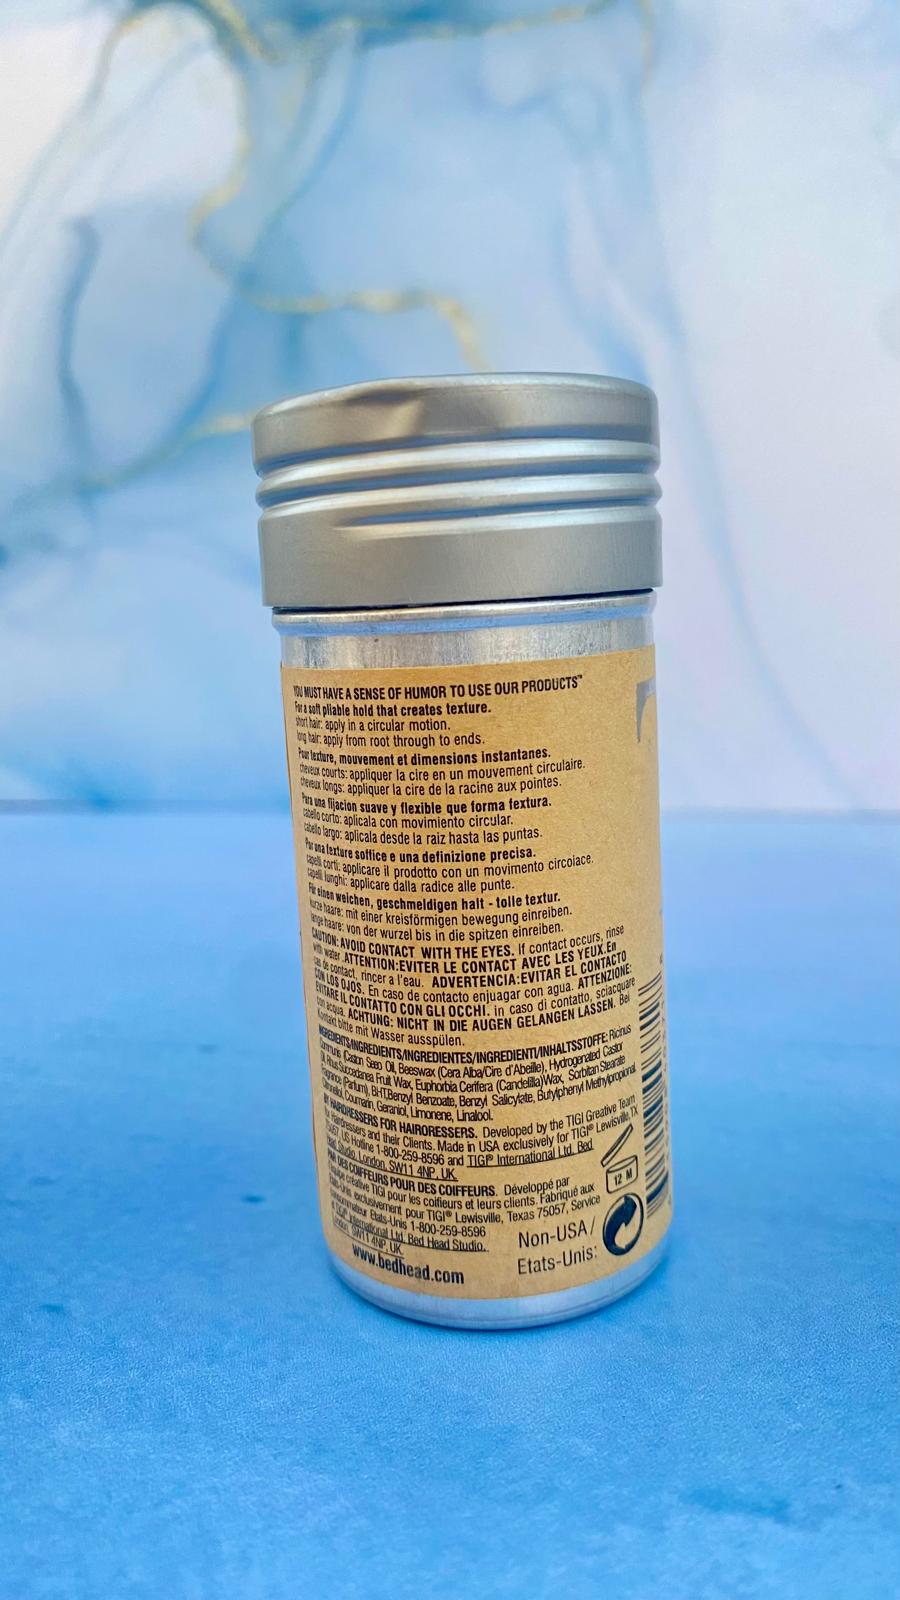 YOU MUST HAVE A SENSE OF HUMOR TO USE OUR PRODUCTS™
For a soft pliable hold that creates texture.
short hair: apply in a circular motion.
long hair: apply from root through to ends.
Pour texture, mouvement et dimensions instantanes.
cheveux courts: appliquer la cire en un mouvement circulaire.
cheveux longs: appliquer la cire de la racine aux pointes.
Para una fijacion suave y flexible que forma textura.
cabello corto: aplicala con movimiento circular.
cabello largo: aplicala desde la raiz hasta las puntas.
Par una texture soffice e una definizione precisa.
capelli corti: applicare il prodotto con un movimento circoiace.
capelli lunghi: applicare dalla radice alle punte.
Für einen weichen, geschmeldigen halt - tolle textur.
kurze haare: mit einer kreisförmigen bewegung einreiben.
lange haare: von der wurzel bis in die spitzen einreiben.
CAUTION: AVOID CONTACT WITH THE EYES. If contact occurs, rinse
with water. ATTENTION:EVITER LE CONTACT AVEC LES YEUX.En
cas de contact, rincer a l'eau. ADVERTENCIA:EVITAR EL CONTACTO
CON LOS OJOS. En caso de contacto enjuagar con agua. ATTENZIONE:
EVITARE IL CONTATTO CON GLI OCCHI. in caso di contatto, sciacquare
con acqua. ACHTUNG: NICHT IN DIE AUGEN GELANGEN LASSEN. Bei
Kontakt bitte mit Wasser ausspülen.
INGREDIENTS/INGREDIENTS/INGREDIENTES/INGREDIENTI/INHALTSSTOFFE: Ricinus
Communis (Castor) Seed Oil, Beeswax (Cera Alba/Cire d'Abeille), Hydrogenated Castor
Oil, Rhus Succedanea Fruit Wax, Euphorbia Cerifera (Candelilla)Wax, Sorbitan Stearate
Fragrance (Parfum), BHT,Benzyl Benzoate, Benzyl Salicylate, Butylphenyl Methylpropional
Citronellol, Coumarin, Geraniol, Limonene, Linalool.
BY HAIRDRESSERS FOR HAIRORESSERS. Developed by the TIGI Greative Team
for Hairdressers and their Clients. Made in USA exclusively for TIGI® Lewisville, TX
75057, US Hotline 1-800-259-8596 and TIGI® International Ltd. Bed
Head Studio, London, SW11 4NP, UK.
PAR DES COIFFEURS POUR DES COIFFEURS. Développé par
l'equipe créative TIGI pour les coifieurs et leurs clients. Fabriqué aux
Etats-Unis exclusivement pour TIGI® Lewisville, Texas 75057, Service
consommateur Etats-Unis 1-800-259-8596
TIGI® International Ltd. Bed Head Studio,
London, SW11 4NP, UK.
www.bedhead.com
12 M
Non-USA /
Etats-Unis: